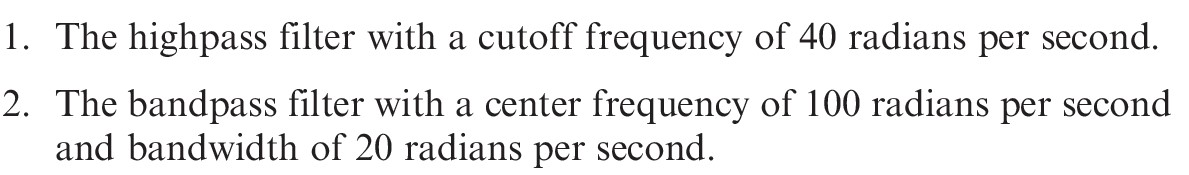 1. The highpass filter with a cutoff frequency of 40 radians per second.
2. The bandpass filter with a center frequency of 100 radians per second
and bandwidth of 20 radians per second.